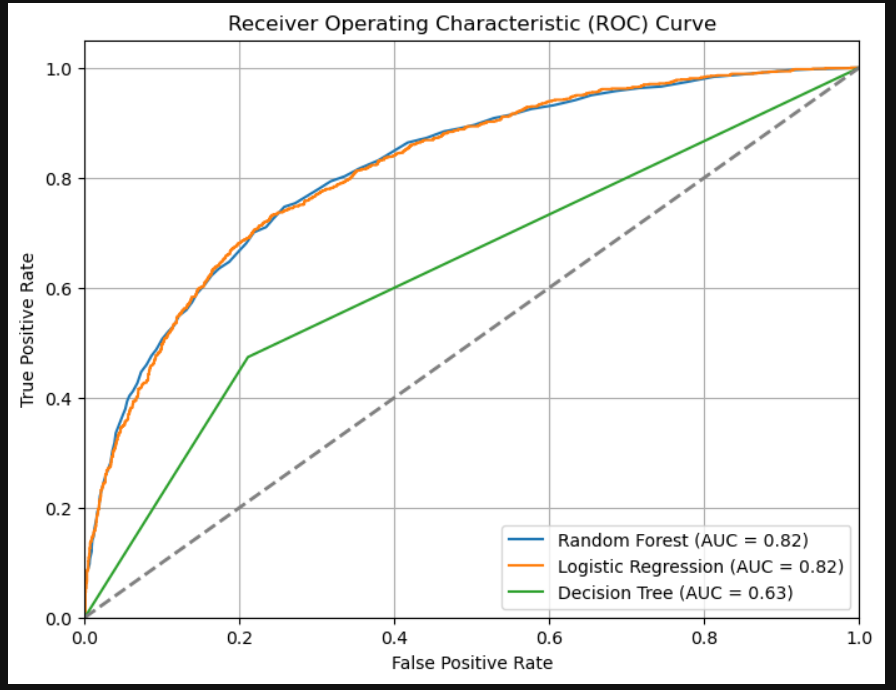 Receiver Operating Characteristic (ROC) Curve
1.0
0.8
0.6
0.4
0.2
0.0
True Positive Rate
Random Forest (AUC = 0.82)
Logistic Regression (AUC = 0.82)
Decision Tree (AUC = 0.63)
0.0 0.2 0.4 0.6 0.8 1.0
False Positive Rate